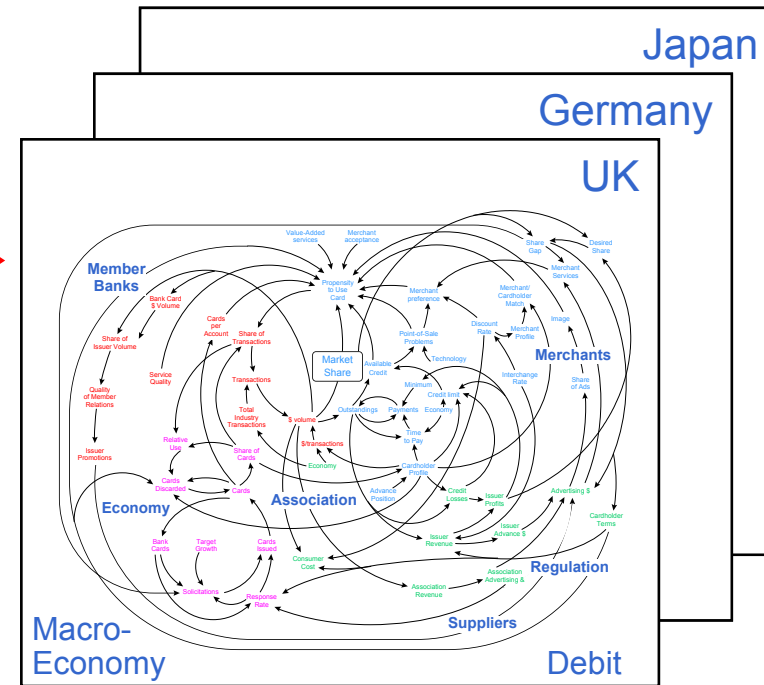 Japan
Germany
UK
Value-Added
services
Merchant
acceptance
Share
Gap
Desired
Share
Member
Banks
Merchant
Services
Bank Card
$ Volume
Propensity
to Use
Card
Merchant
preference
Merchant/
Cardholder
Match
Cards
per
Account
Share of
Issuer Volume
Share of
Transactions
Point-of-Sale
Problems
Discount
Rate
Image
Merchant
Profile
Market
Share
Available
Credit
Technology
Merchants
Service
Quality
Transactions
Minimum
Interchange
Rate
Share
of Ads
Quality
of Member
Relations
Credit limit
Total
Industry
Transactions
$ volume
Outstandings
Payments
Economy
Relative
Use
Time
to Pay
Issuer
Promotions
Share of
Cards
$/transactions
Economy
Cardholder
Profile
Cards
Discarded
Cards
Economy
Association
Advance
Position
Credit
Losses
Issuer
Profits
Advertising $
Cardholder
Terms
Bank
Cards
Target
Growth
Cards
Issued
Issuer
Revenue
Issuer
Advance $
Consumer
Cost
Regulation
Association
Advertising &
Solicitations
Response
Rate
Association
Revenue
Suppliers
Macro-
Economy
Debit